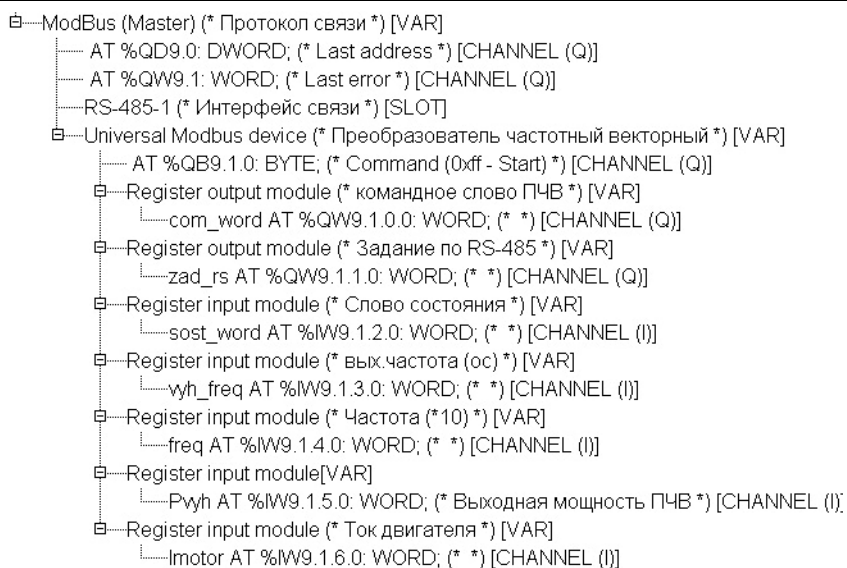 ModBus (Master) (* Протокол связи *) [VAR]
AT %QD9.0: DWORD; (* Last address *) [CHANNEL (Q)]
AT %QW9.1: WORD; (* Last error *) [CHANNEL (Q)]
RS-485-1 (* Интерфейс связи *) [SLOT]
Universal Modbus device (* Преобразователь частотный векторный *) [VAR]
AT %QB9.1.0: BYTE; (* Command (0xff - Start) *) [CHANNEL (Q)]
Register output module (* командное слово ПЧВ *) [VAR]
com_word AT %QW9.1.0.0: WORD; (* *) [CHANNEL (Q)]
Register output module (* Задание по RS-485 *) [VAR]
zad_rs AT %QW9.1.1.0: WORD; (* *) [CHANNEL (Q)]
Register input module (* Слово состояния *) [VAR]
sost_word AT %IW9.1.2.0: WORD; (* *) [CHANNEL (I)]
Register input module (* вых.частота (ос) *) [VAR]
vyh_freq AT %IW9.1.3.0: WORD; (* *) [CHANNEL (I)]
Register input module (* Частота (*10) *) [VAR]
freq AT %IW9.1.4.0: WORD; (* *) [CHANNEL (I)]
Register input module[VAR]
Pvyh AT %IW9.1.5.0: WORD; (* Выходная мощность ПЧВ *) [CHANNEL (I)]
Register input module (* Ток двигателя *) [VAR]
Imotor AT %IW9.1.6.0: WORD; (* *) [CHANNEL (I)]